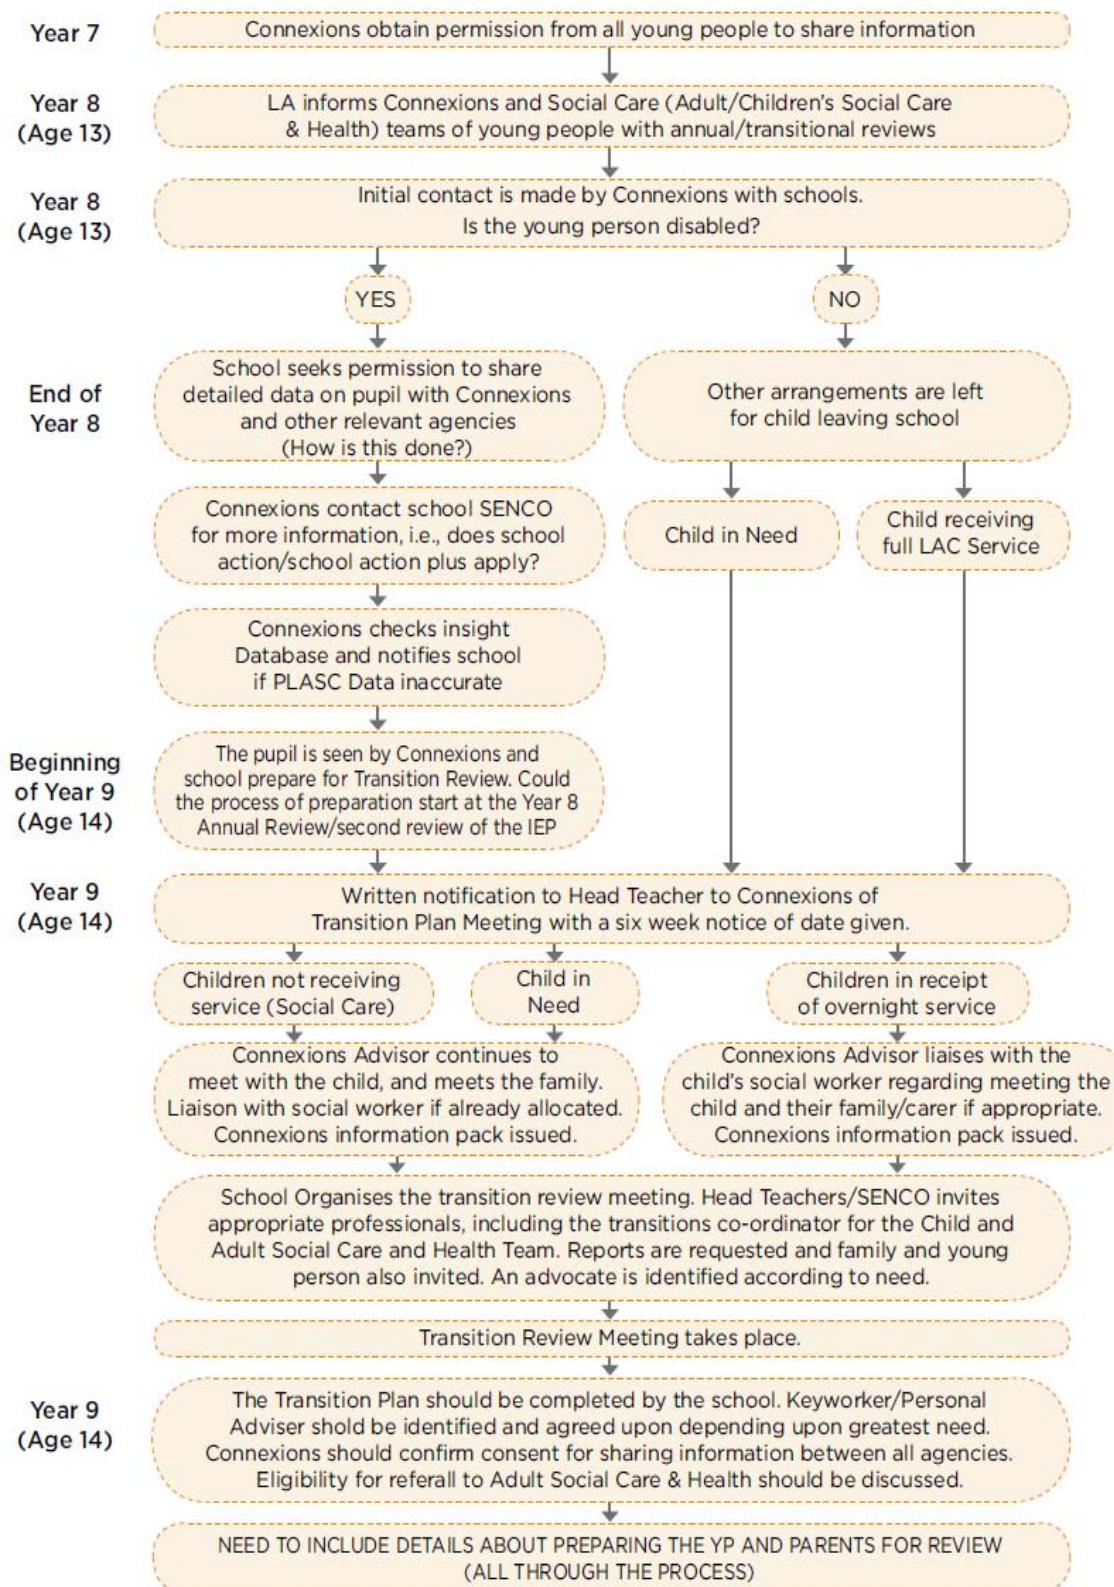 Year 7
Connexions obtain permission from all young people to share information
Year 8
(Age 13)
LA informs Connexions and Social Care (Adult/Children's Social Care
& Health) teams of young people with annual/transitional reviews
Year 8
(Age 13)
Initial contact is made by Connexions with schools.
Is the young person disabled?
YES
NO
End of
Year 8
School seeks permission to share
detailed data on pupil with Connexions
and other relevant agencies
(How is this done?)
Other arrangements are left
for child leaving school
Connexions contact school SENCO
for more information, i.e., does school
action/school action plus apply?
Child in Need
Child receiving
full LAC Service
Connexions checks insight
Database and notifies school
if PLASC Data inaccurate
Beginning
of Year 9
(Age 14)
The pupil is seen by Connexions and
school prepare for Transition Review. Could
the process of preparation start at the Year 8
Annual Review/second review of the IEP
Year 9
(Age 14)
Written notification to Head Teacher to Connexions of
Transition Plan Meeting with a six week notice of date given.
Children not receiving
service (Social Care)
Child in
Need
Children in receipt
of overnight service
Connexions Advisor continues to
meet with the child, and meets the family.
Liaison with social worker if already allocated.
Connexions information pack issued.
Connexions Advisor liaises with the
child's social worker regarding meeting the
child and their family/carer if appropriate.
Connexions information pack issued.
School Organises the transition review meeting. Head Teachers/SENCO invites
appropriate professionals, including the transitions co-ordinator for the Child and
Adult Social Care and Health Team. Reports are requested and family and young
person also invited. An advocate is identified according to need.
Transition Review Meeting takes place.
Year 9
(Age 14)
The Transition Plan should be completed by the school. Keyworker/Personal
Adviser shold be identified and agreed upon depending upon greatest need.
Connexions should confirm consent for sharing information between all agencies.
Eligibility for referall to Adult Social Care & Health should be discussed.
NEED TO INCLUDE DETAILS ABOUT PREPARING THE YP AND PARENTS FOR REVIEW
(ALL THROUGH THE PROCESS)